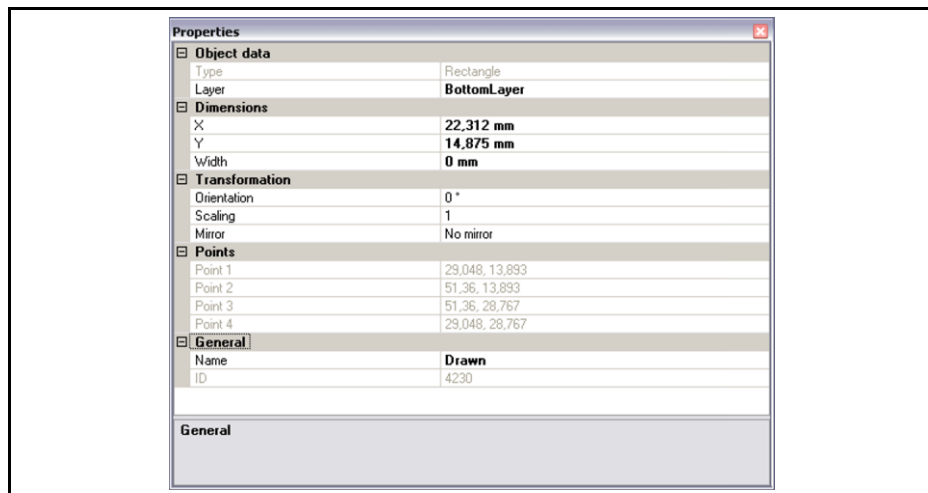 Properties
Object data
Type Rectangle
Layer BottomLayer
Dimensions
X 22,312 mm
Y 14,875 mm
Width 0 mm
Transformation
Orientation 0 °
Scaling 1
Mirror No mirror
Points
Point 1 29,048, 13,893
Point 2 51,36, 13,893
Point 3 51,36, 28,767
Point 4 29,048, 28,767
General
Name Drawn
ID 4230
General